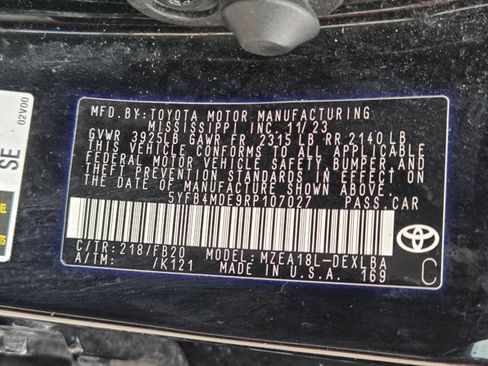 MFD.BY:TOYOTA MOTOR MANUFACTURING
MISSISSIPPI, INC. 11/23
GVWR 3925LB GAWR FR 2315 LB RR 2140 LB
THIS VEHICLE CONFORMS TO ALL APPLICABLE
FEDERAL MOTOR VEHICLE SAFETY, BUMPER AND
THEFT PREVENTION STANDARDS IN EFFECT ON
THE DATE OF MANUFACTURE SHOWN ABOVE.
5YFB4MDE9RP107027 PASS.CAR
C/TR:218/FB20 MODEL:MZEA18L-DEXLBA
A/TM: /K121 MADE IN U.S.A. 169
C
02V00
SE